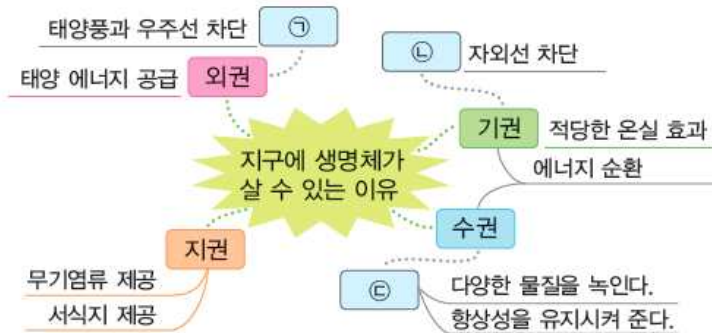 태양풍과 우주선 차단
㉠
㉡
자외선 차단
태양 에너지 공급
외권
기권
적당한 온실 효과
지구에 생명체가
살 수 있는 이유
에너지 순환
수권
지권
무기염류 제공
서식지 제공
㉢
다양한 물질을 녹인다.
항상성을 유지시켜 준다.